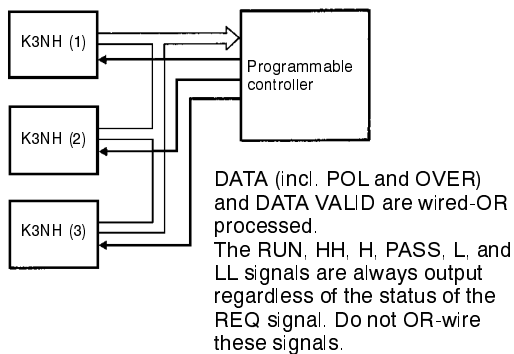 K3NH (1)
Programmable
controller
K3NH (2)
K3NH (3)
DATA (incl. POL and OVER)
and DATA VALID are wired-OR
processed.
The RUN, HH, H, PASS, L, and
LL signals are always output
regardless of the status of the
REQ signal. Do not OR-wire
these signals.